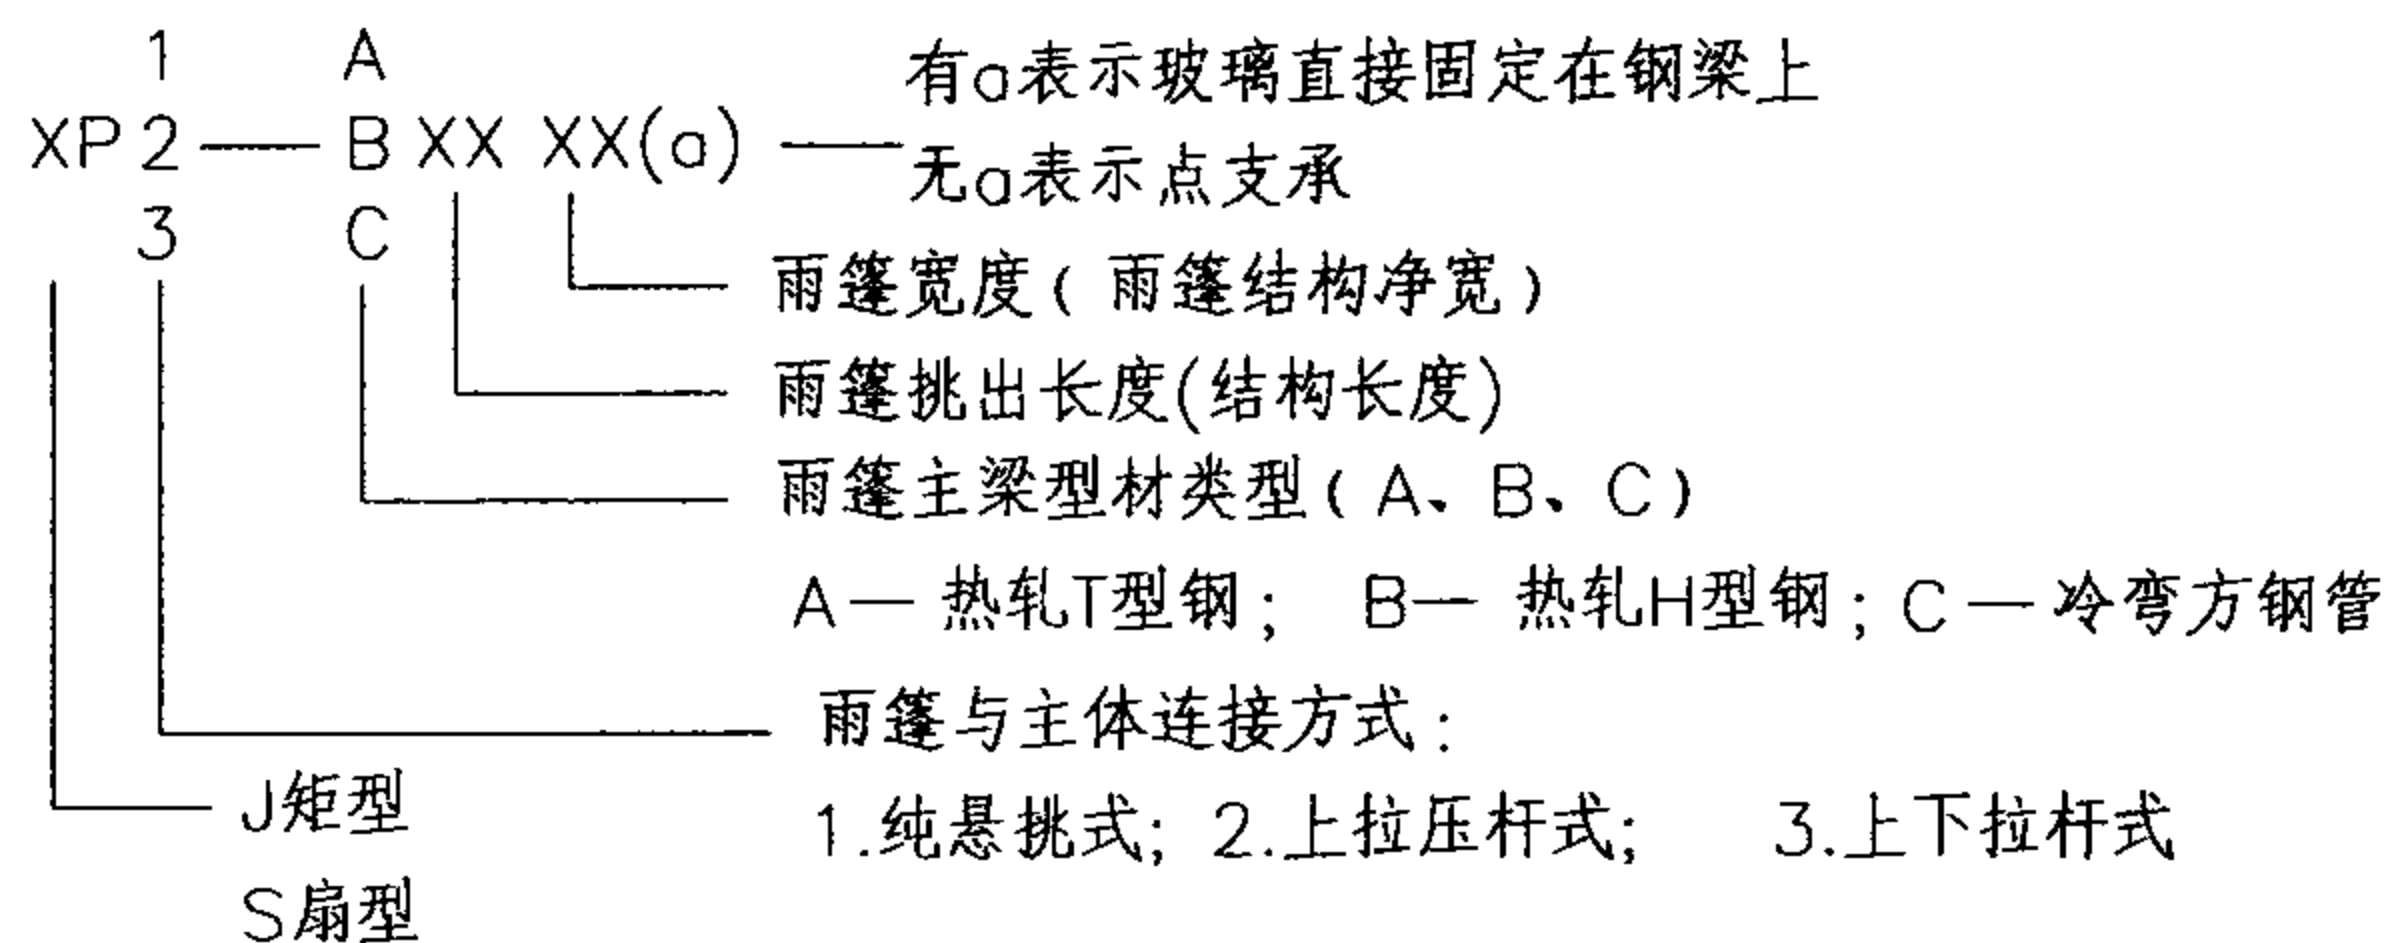 1 A
有a表示玻璃直接固定在钢梁上
XP 2 — B XX XX(a)
无a表示点支承
3 C
雨篷宽度(雨篷结构净宽)
雨篷挑出长度(结构长度)
雨篷主梁型材类型(A、B、C)
A—热轧T型钢; B—热轧H型钢; C—冷弯方钢管
雨篷与主体连接方式:
J矩型
1.纯悬挑式; 2.上拉压杆式; 3.上下拉杆式
S扇型